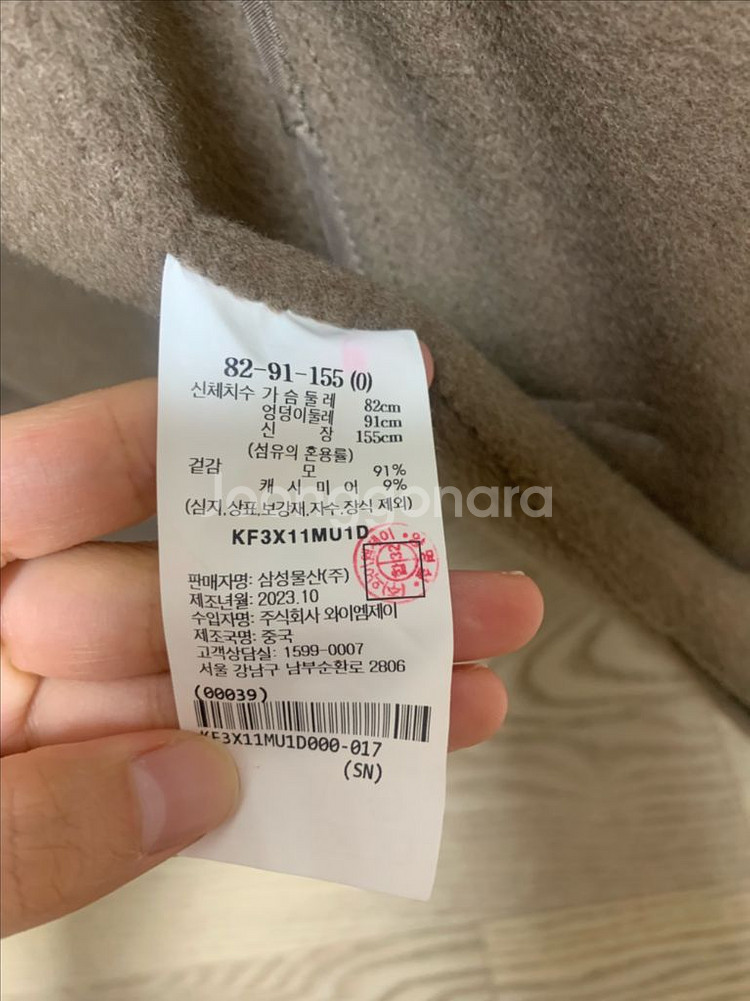 82-91-155 (0)
신체치수 가 슴 둘 레 82cm
엉덩이둘레 91cm
신 장 155cm
(섬유의 혼용률)
겉감 모 91%
캐 시 미 어 9%
(심지,상표,보강재,자수,장식 제외)
Joonggonara
KF3X11MU1D
판매자명: 삼성물산(주)
제조년월: 2023.10
수입자명: 주식회사 와이엠제이
제조국명: 중국
고객상담실: 1599-0007
서울 강남구 남부순환로 2806
(00039)
KF3X11MU1D000-017
(SN)